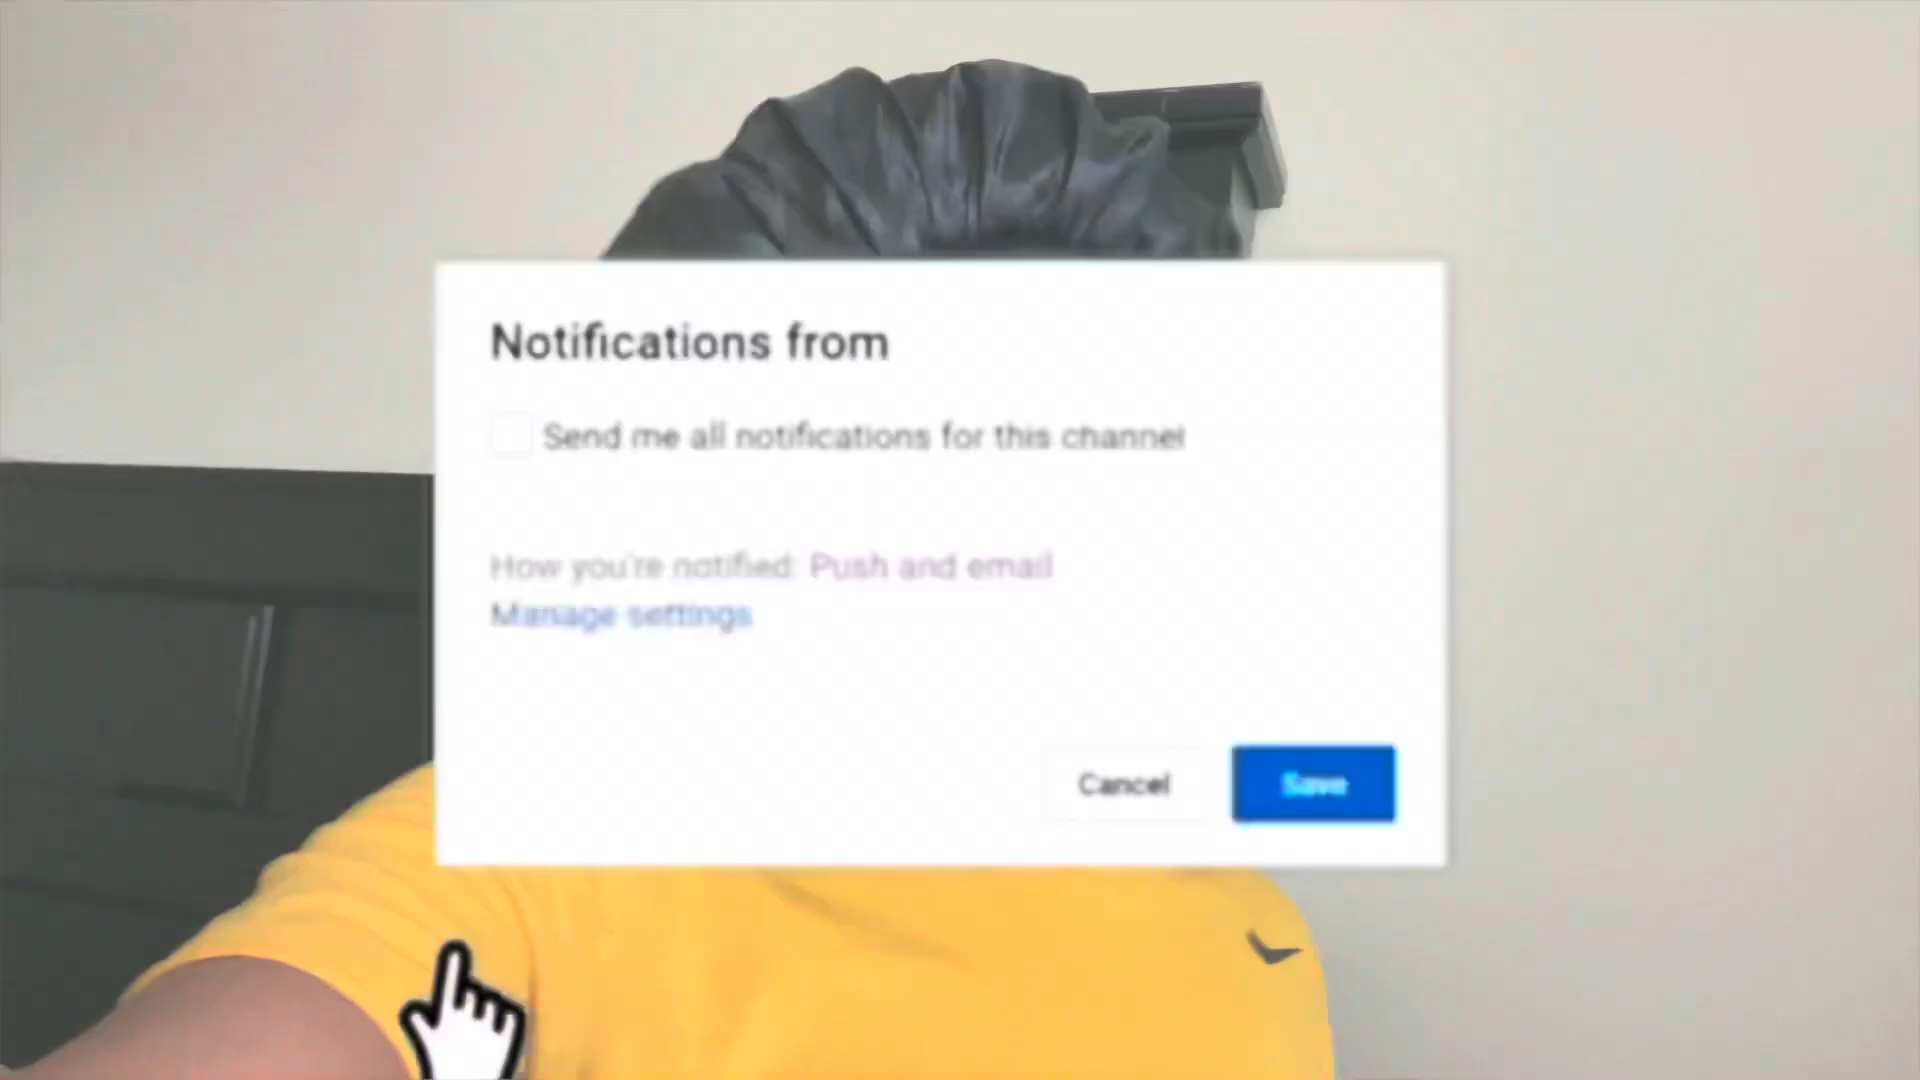 Notifications from
Send me all notifications for this channel
How you're notified: Push and email
Manage settings
Cancel
Save